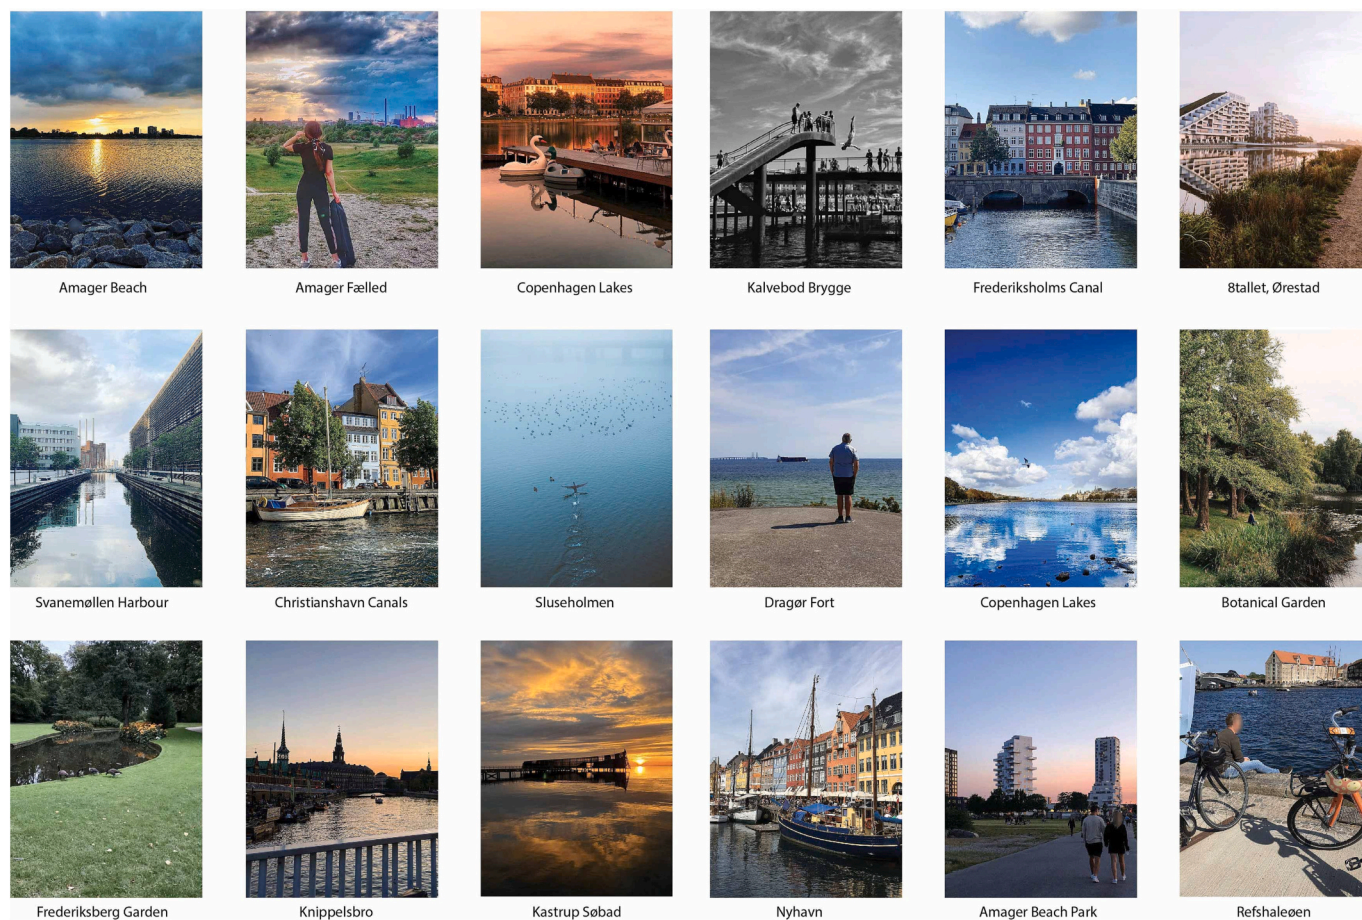 Amager Beach
Amager Fælled
Copenhagen Lakes
Kalvebod Brygge
Frederiksholms Canal
8tallet, Ørestad
Svanemøllen Harbour
Christianshavn Canals
Sluseholmen
Dragør Fort
Copenhagen Lakes
Botanical Garden
Frederiksberg Garden
Knippelsbro
Kastrup Søbad
Nyhavn
Amager Beach Park
Refshaleøen